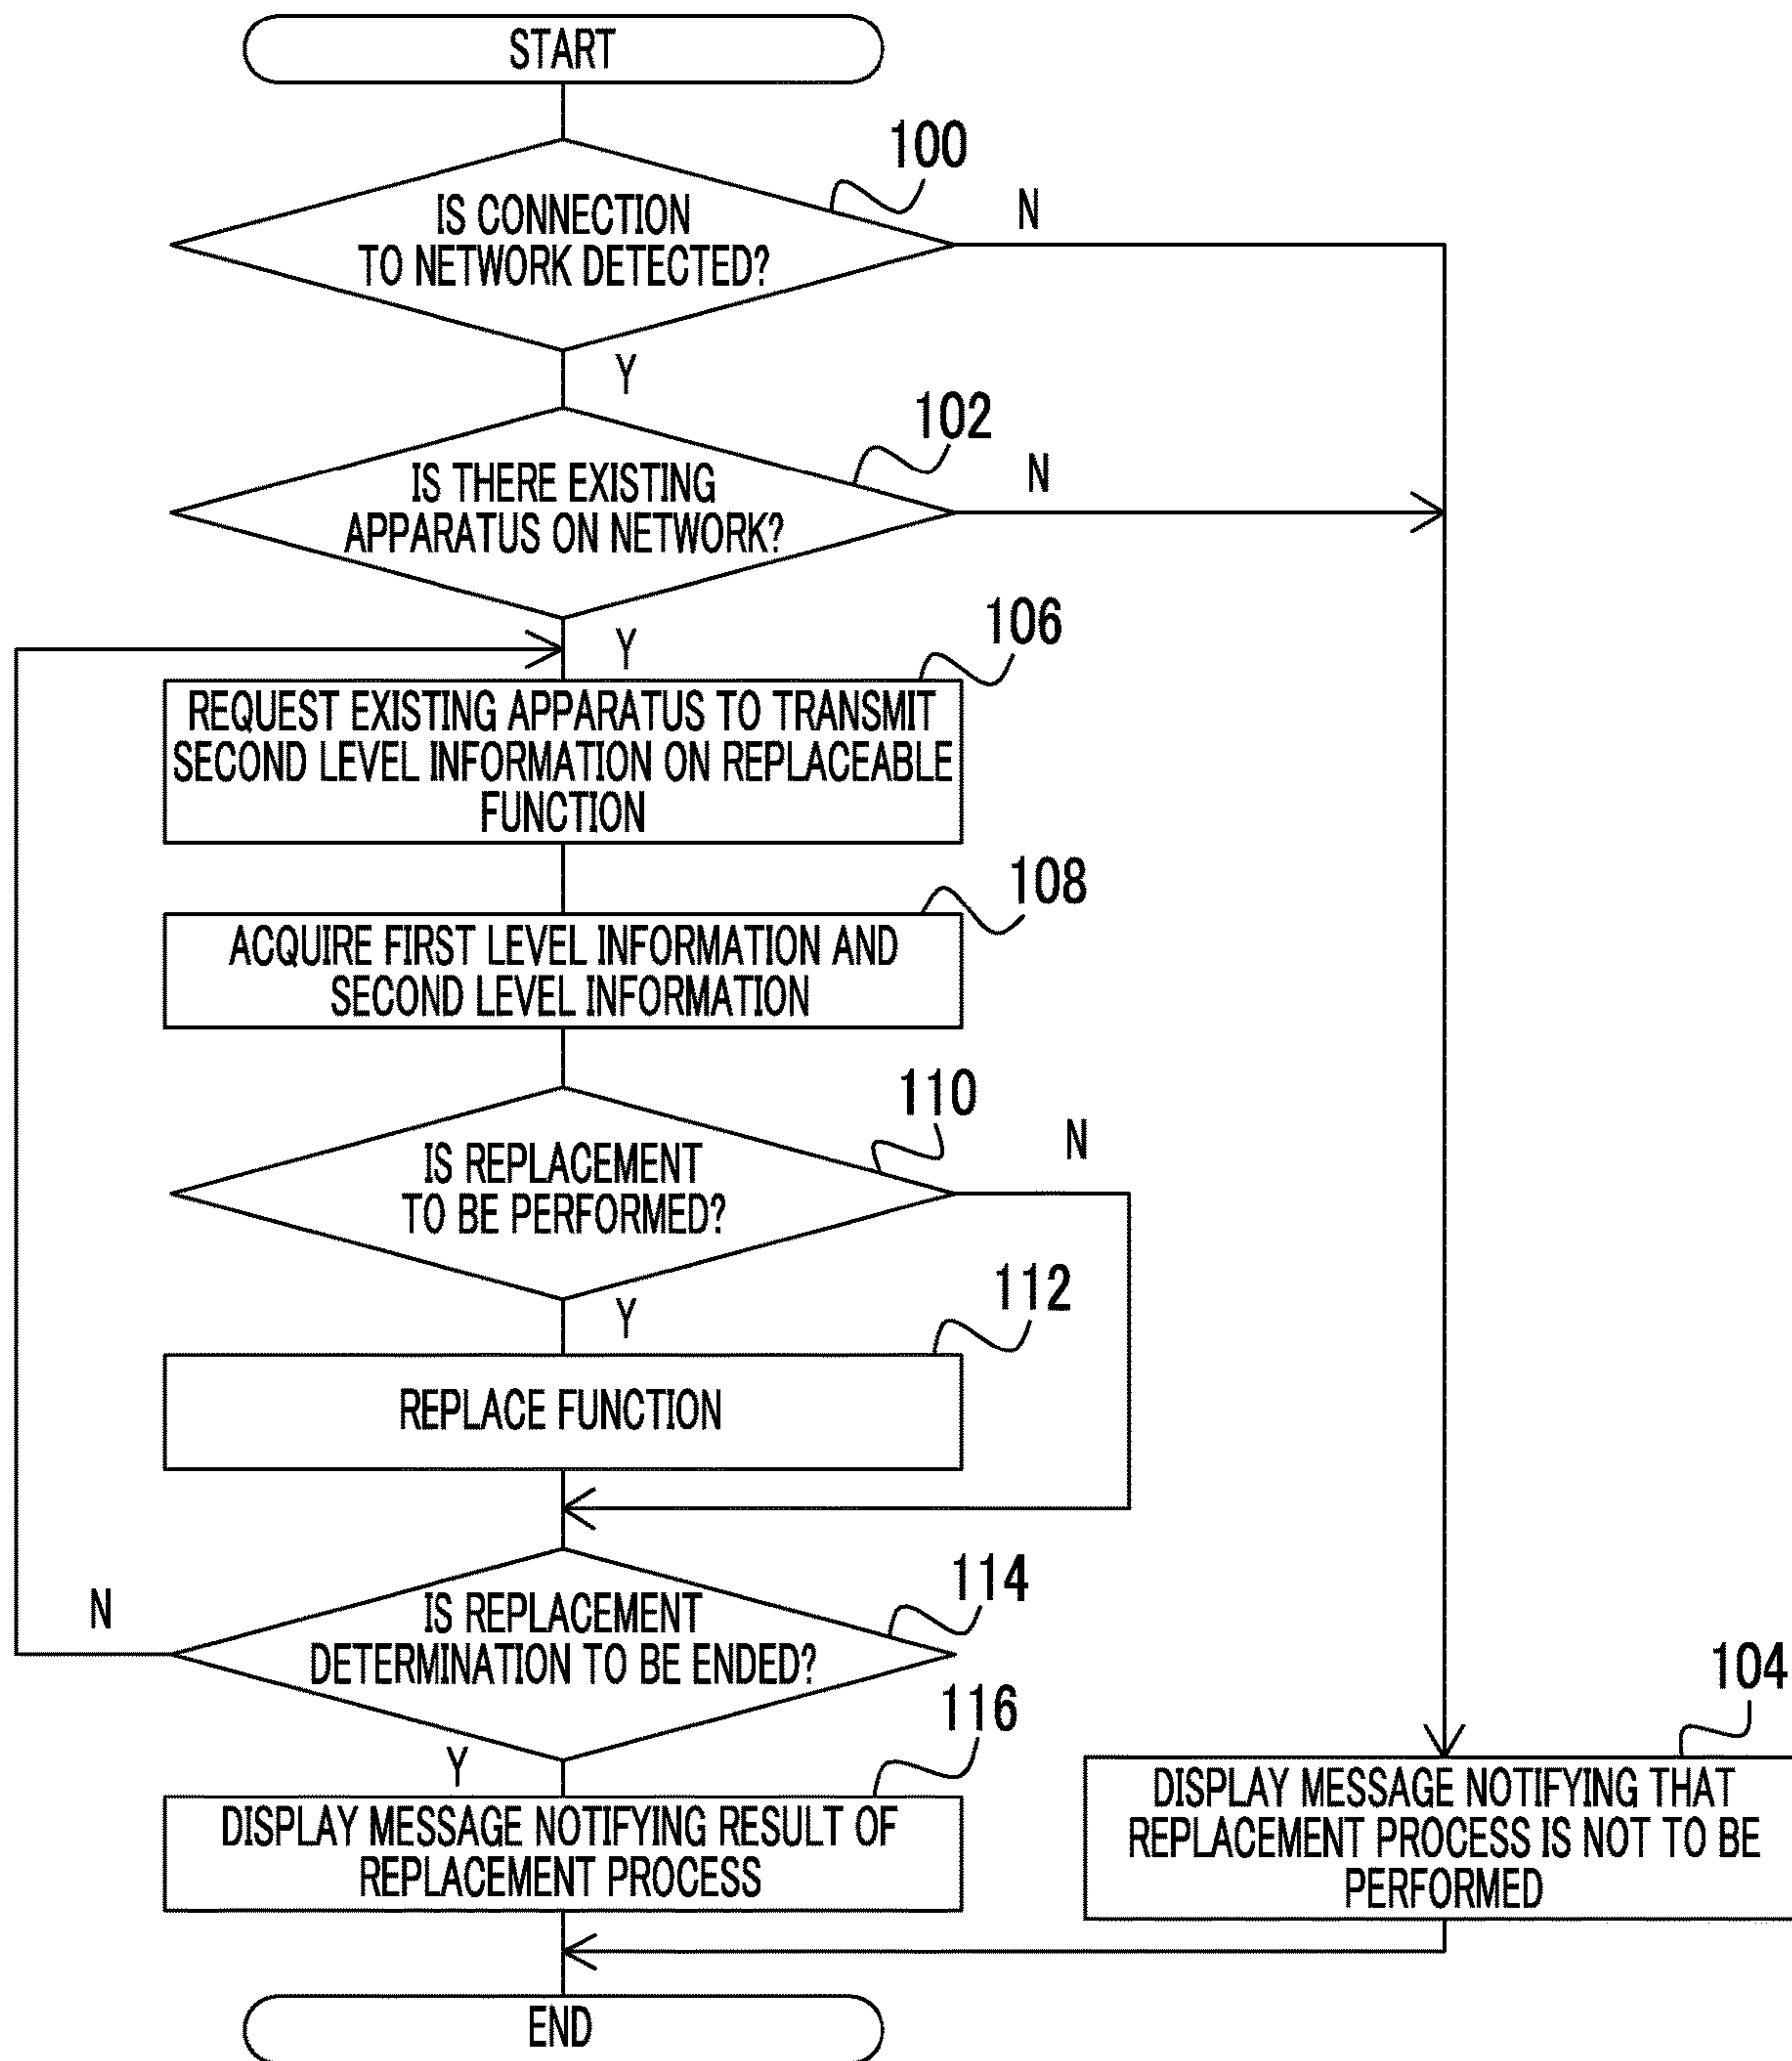 START
100
IS CONNECTION
TO NETWORK DETECTED?
N
Y
102
IS THERE EXISTING
APPARATUS ON NETWORK?
N
Y
106
REQUEST EXISTING APPARATUS TO TRANSMIT
SECOND LEVEL INFORMATION ON REPLACEABLE
FUNCTION
108
ACQUIRE FIRST LEVEL INFORMATION AND
SECOND LEVEL INFORMATION
110
IS REPLACEMENT
TO BE PERFORMED?
N
Y
112
REPLACE FUNCTION
114
IS REPLACEMENT
DETERMINATION TO BE ENDED?
N
Y
116
DISPLAY MESSAGE NOTIFYING RESULT OF
REPLACEMENT PROCESS
104
DISPLAY MESSAGE NOTIFYING THAT
REPLACEMENT PROCESS IS NOT TO BE
PERFORMED
END